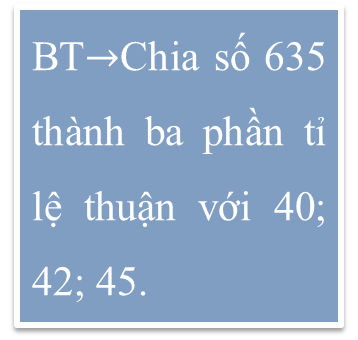 BT→Chia số 635
thành ba phần tỉ
lệ thuận với 40;
42; 45.